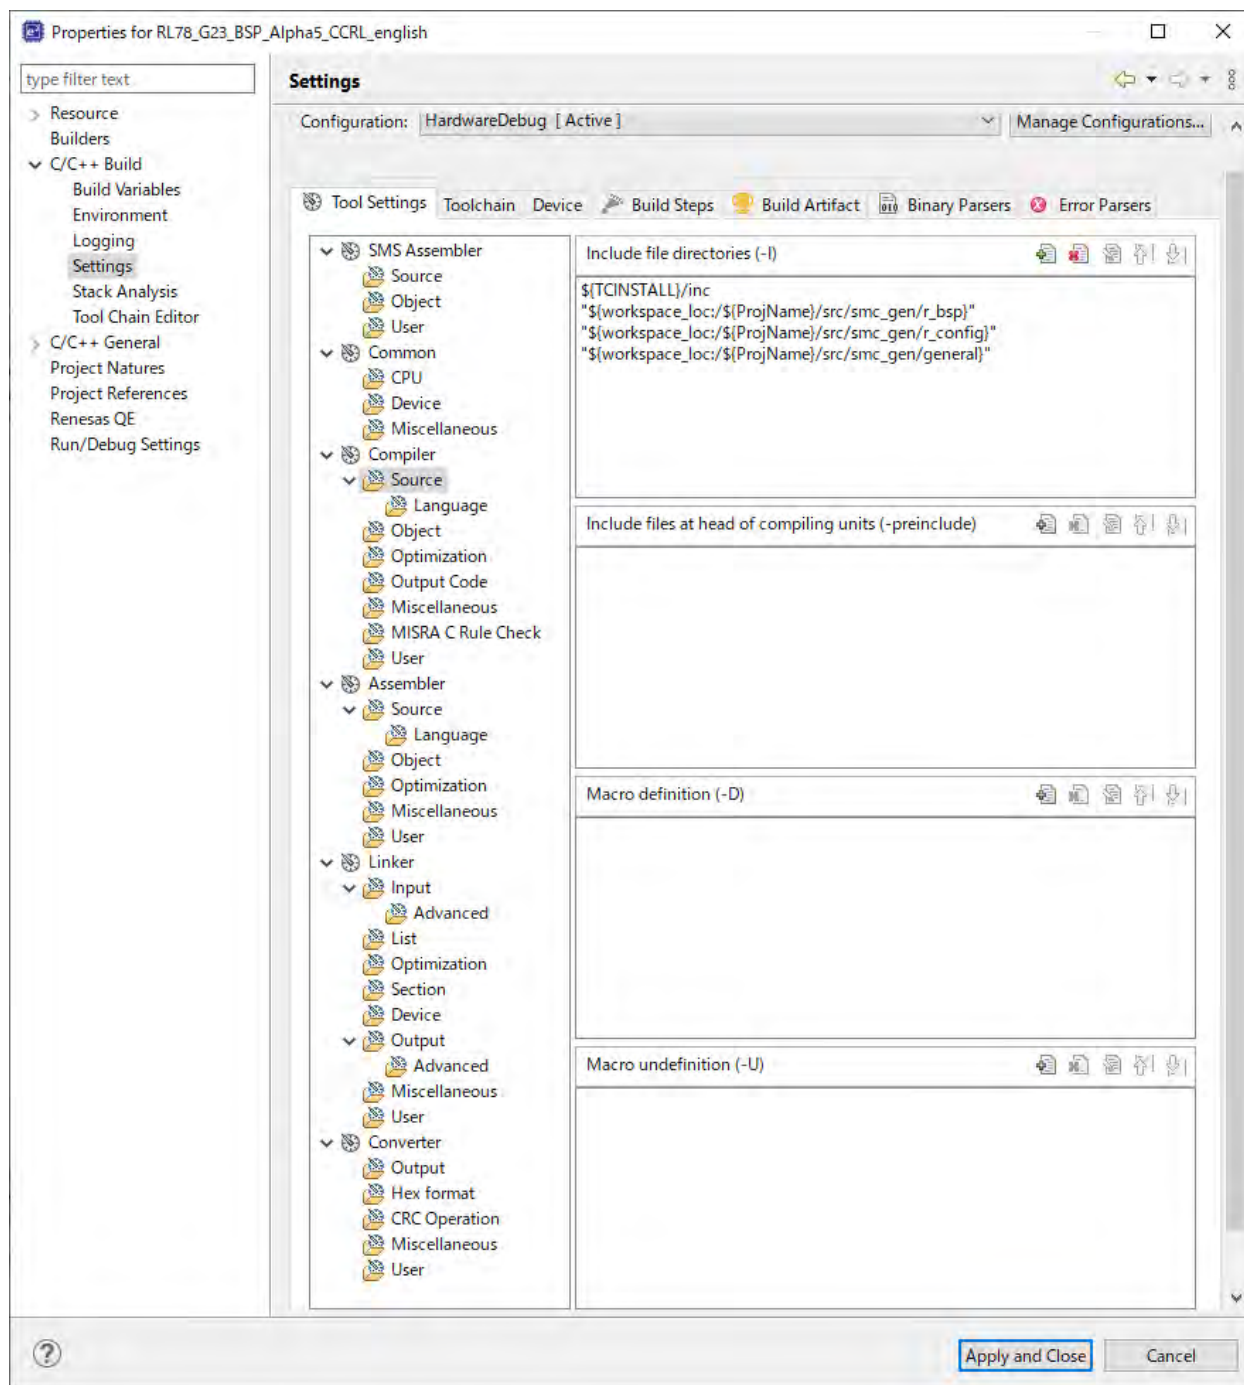 Properties for RL78_G23_BSP_Alpha5_CCRL_english
type filter text
Resource
Builders
C/C++ Build
Build Variables
Environment
Logging
Settings
Stack Analysis
Tool Chain Editor
C/C++ General
Project Natures
Project References
Renesas QE
Run/Debug Settings
Settings
Configuration: HardwareDebug [ Active ]
Manage Configurations...
Tool Settings Toolchain Device Build Steps Build Artifact Binary Parsers Error Parsers
SMS Assembler
Source
Object
User
Common
CPU
Device
Miscellaneous
Compiler
Source
Language
Object
Optimization
Output Code
Miscellaneous
MISRA C Rule Check
User
Assembler
Source
Language
Object
Optimization
Miscellaneous
User
Linker
Input
Advanced
List
Optimization
Section
Device
Output
Advanced
Miscellaneous
User
Converter
Output
Hex format
CRC Operation
Miscellaneous
User
Include file directories (-I)
${TCINSTALL}/inc
"${workspace_loc:/${ProjName}/src/smc_gen/r_bsp}"
"${workspace_loc:/${ProjName}/src/smc_gen/r_config}"
"${workspace_loc:/${ProjName}/src/smc_gen/general}"
Include files at head of compiling units (-preinclude)
Macro definition (-D)
Macro undefinition (-U)
Apply and Close
Cancel